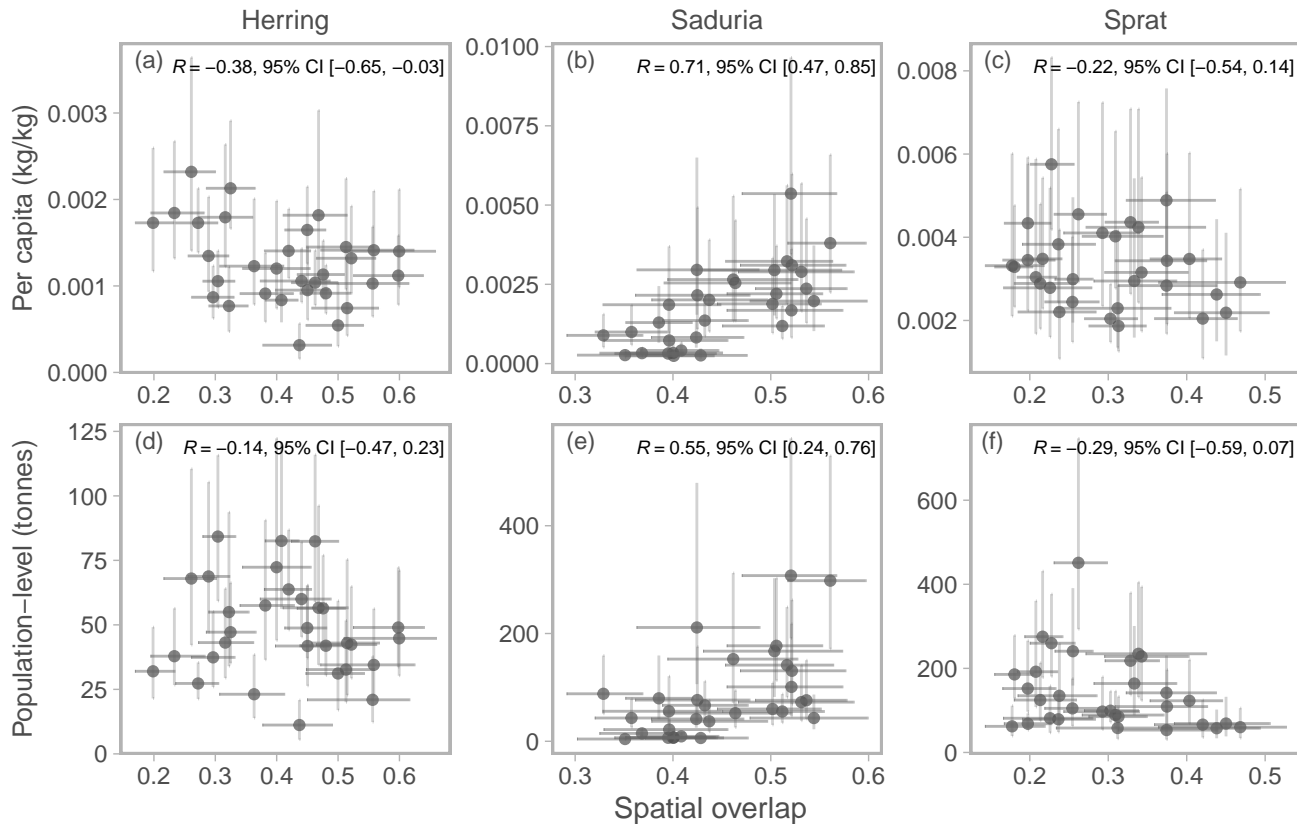 Herring
Saduria
Sprat
Per capita (kg/kg)
(a)
R = −0.38, 95% CI [−0.65, −0.03]
0.003
0.002
0.001
0.000
0.2 0.3 0.4 0.5 0.6
(b)
R = 0.71, 95% CI [0.47, 0.85]
0.0100
0.0075
0.0050
0.0025
0.0000
0.3 0.4 0.5 0.6
(c)
R = −0.22, 95% CI [−0.54, 0.14]
0.008
0.006
0.004
0.002
0.2 0.3 0.4 0.5
Population−level (tonnes)
(d)
R = −0.14, 95% CI [−0.47, 0.23]
125
100
75
50
25
0
0.2 0.3 0.4 0.5 0.6
(e)
R = 0.55, 95% CI [0.24, 0.76]
400
200
0
0.3 0.4 0.5 0.6
(f)
R = −0.29, 95% CI [−0.59, 0.07]
600
400
200
0
0.2 0.3 0.4 0.5
Spatial overlap